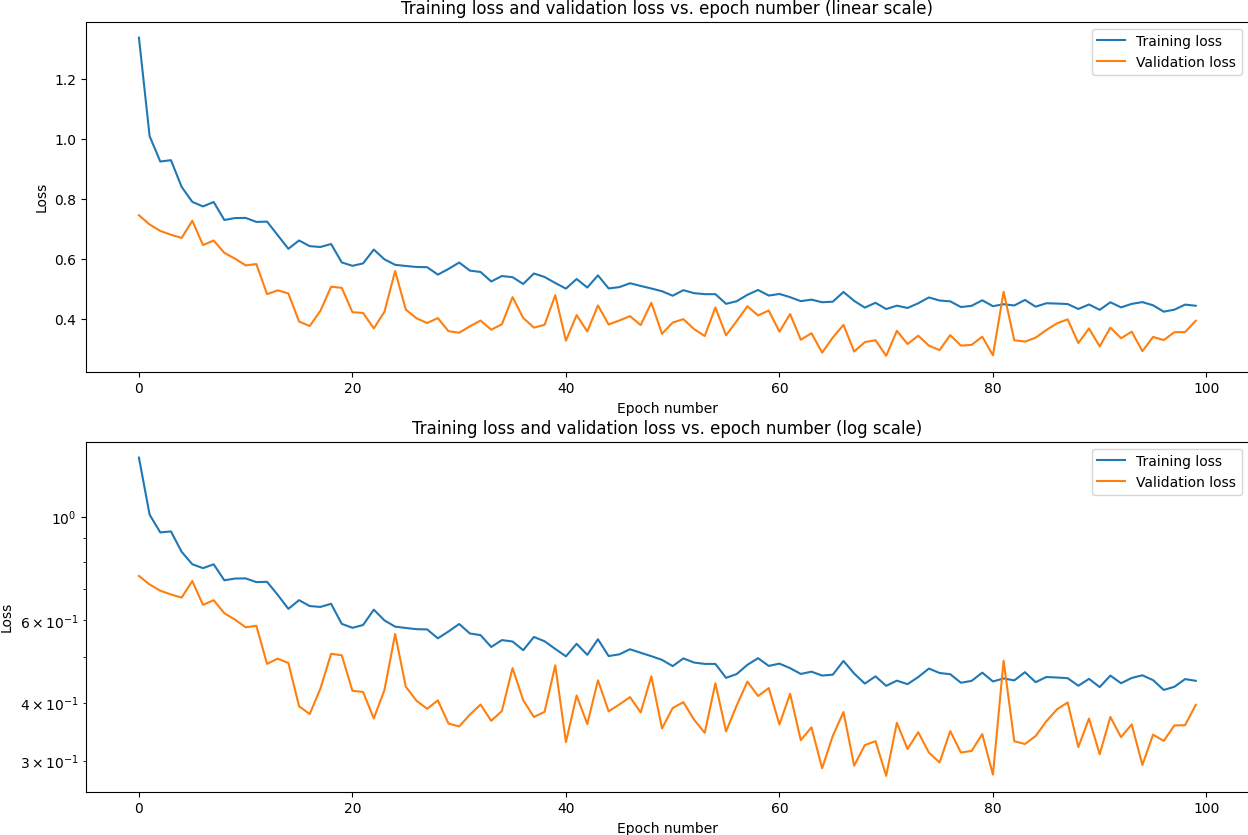 Training loss and validation loss vs. epoch number (linear scale)
Training loss
Validation loss
1.2
1.0
0.8
0.6
0.4
Loss
0 20 40 60 80 100
Epoch number
Training loss and validation loss vs. epoch number (log scale)
Training loss
Validation loss
10⁰
6 × 10⁻¹
4 × 10⁻¹
3 × 10⁻¹
Loss
0 20 40 60 80 100
Epoch number